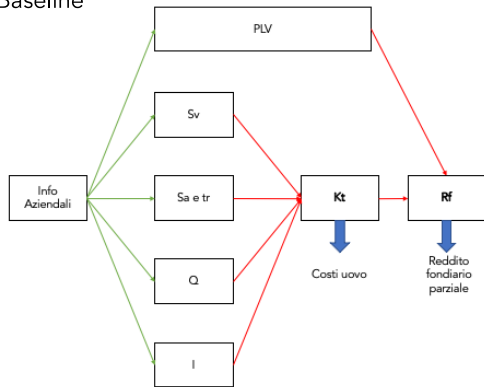 Baseline
PLV
Sv
Info
Aziendali
Sa e tr
Kt
Rf
Q
Costi uovo
Reddito
fondiario
parziale
I